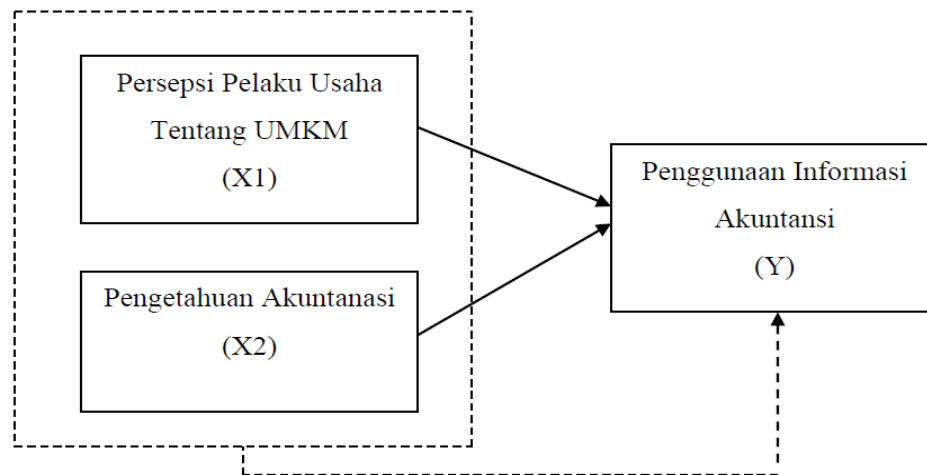 Persepsi Pelaku Usaha
Tentang UMKM
(X1)
Pengetahuan Akuntanasi
(X2)
Penggunaan Informasi
Akuntansi
(Y)